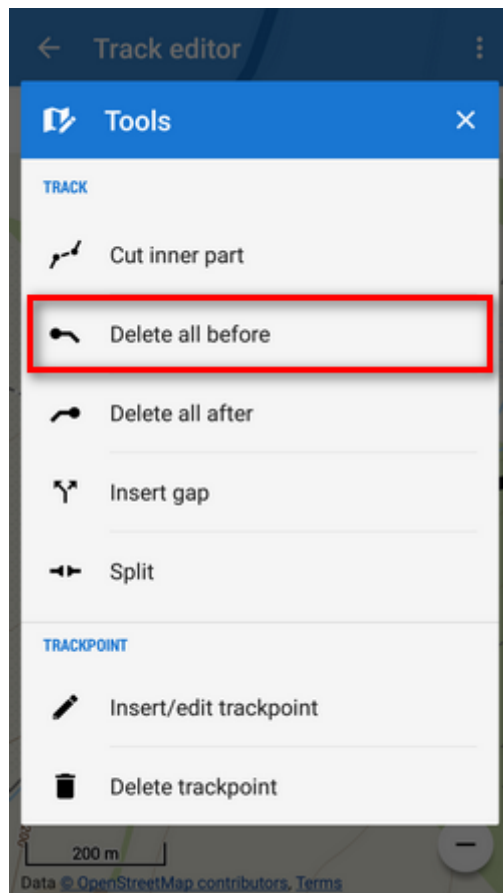 Track editor
Tools
TRACK
Cut inner part
Delete all before
Delete all after
Insert gap
Split
TRACKPOINT
Insert/edit trackpoint
Delete trackpoint
200
200 m
Data © OpenStreetMap contributors, Terms